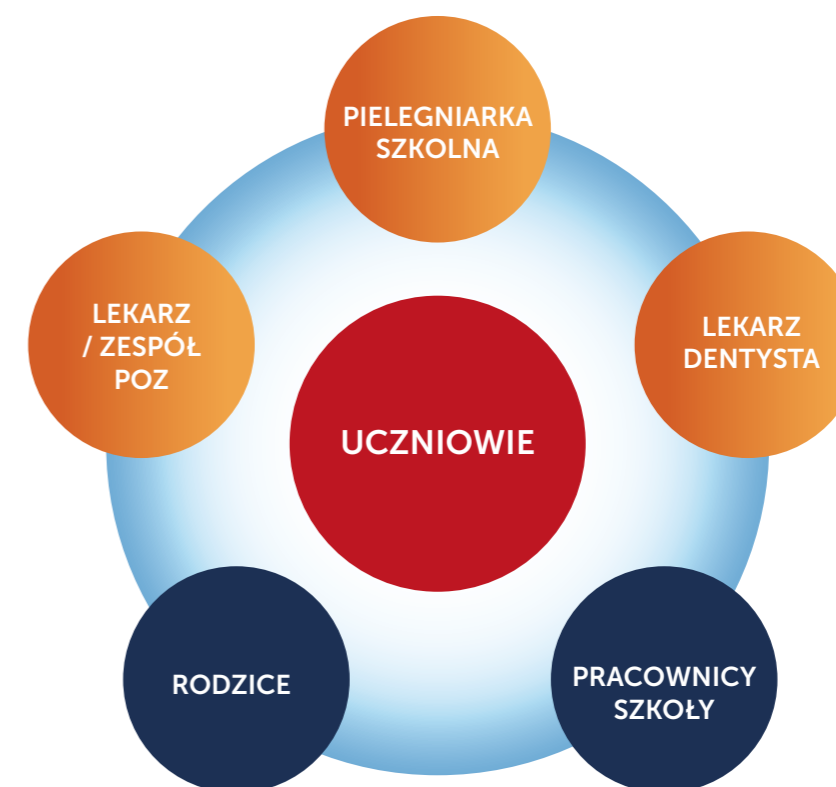 PIELEGNIARKA
SZKOLNA
LEKARZ
/ ZESPÓŁ
POZ
LEKARZ
DENTYSTA
UCZNIOWIE
RODZICE
PRACOWNICY
SZKOŁY